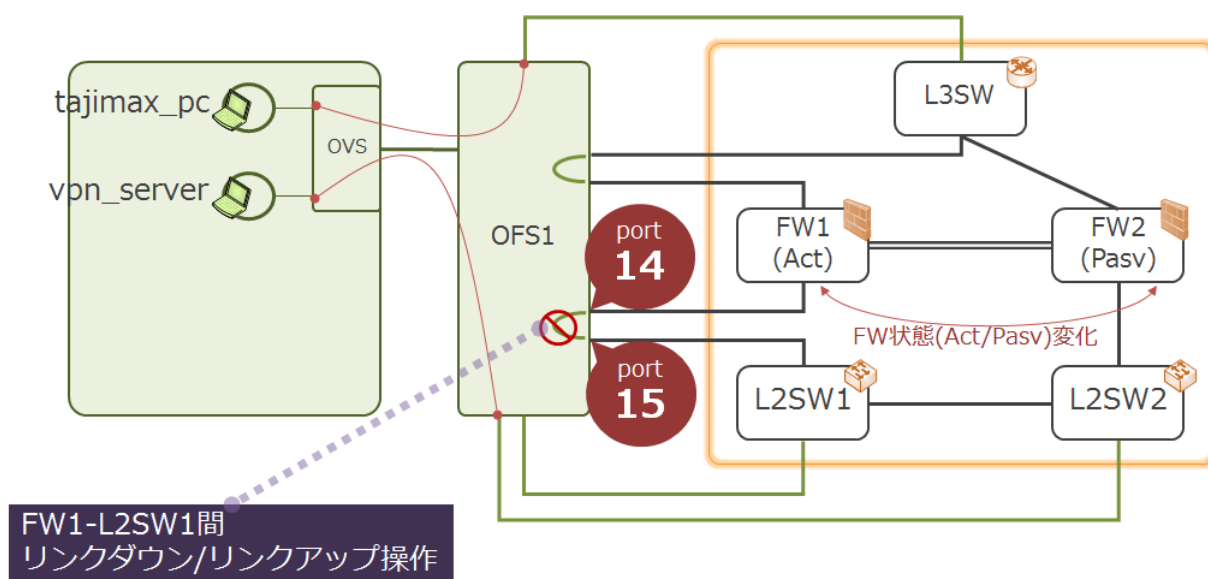 tajimax_pc
OVS
vpn_server
OFS1
port
14
port
15
L3SW
FW1
(Act)
FW2
(Pasv)
FW状態(Act/Pasv)変化
L2SW1
L2SW2
FW1-L2SW1間
リンクダウン/リンクアップ操作